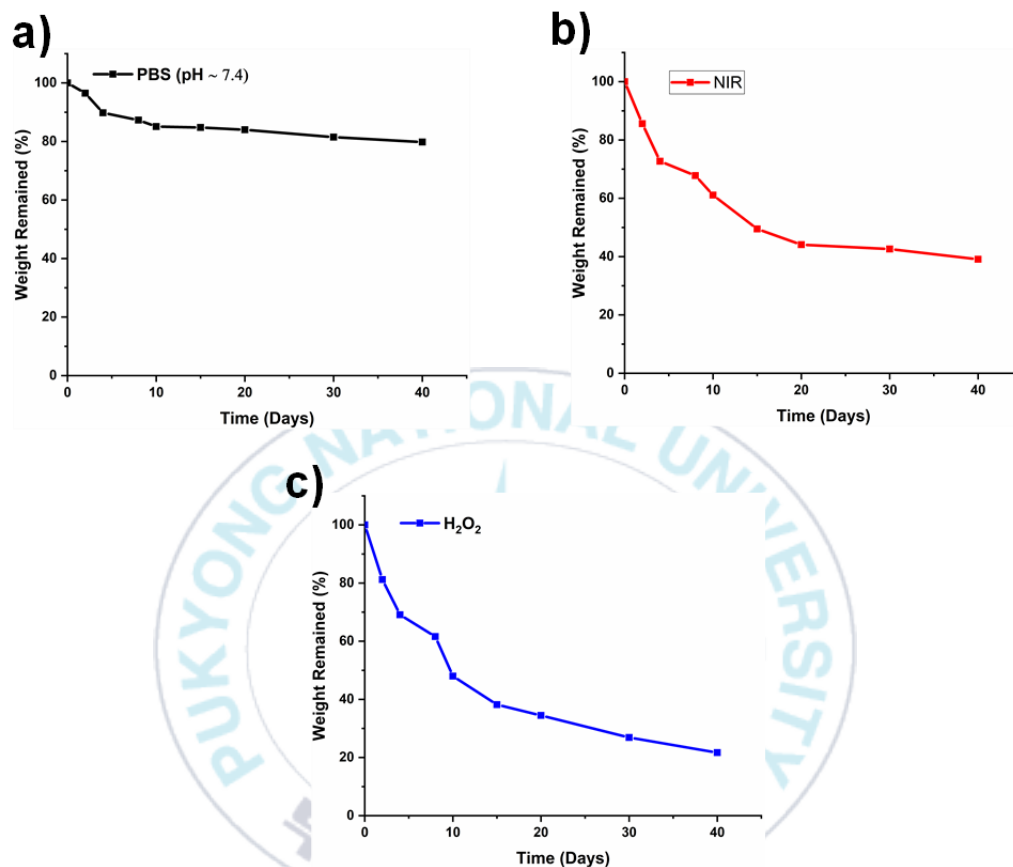 a)
PBS (pH ~ 7.4)
100
80
60
40
20
0
Weight Remained (%)
0 10 20 30 40
Time (Days)
b)
NIR
100
80
60
40
20
0
Weight Remained (%)
0 10 20 30 40
Time (Days)
c)
H₂O₂
100
80
60
40
20
0
Weight Remained (%)
0 10 20 30 40
Time (Days)
PUKYONG NATIONAL UNIVERSITY